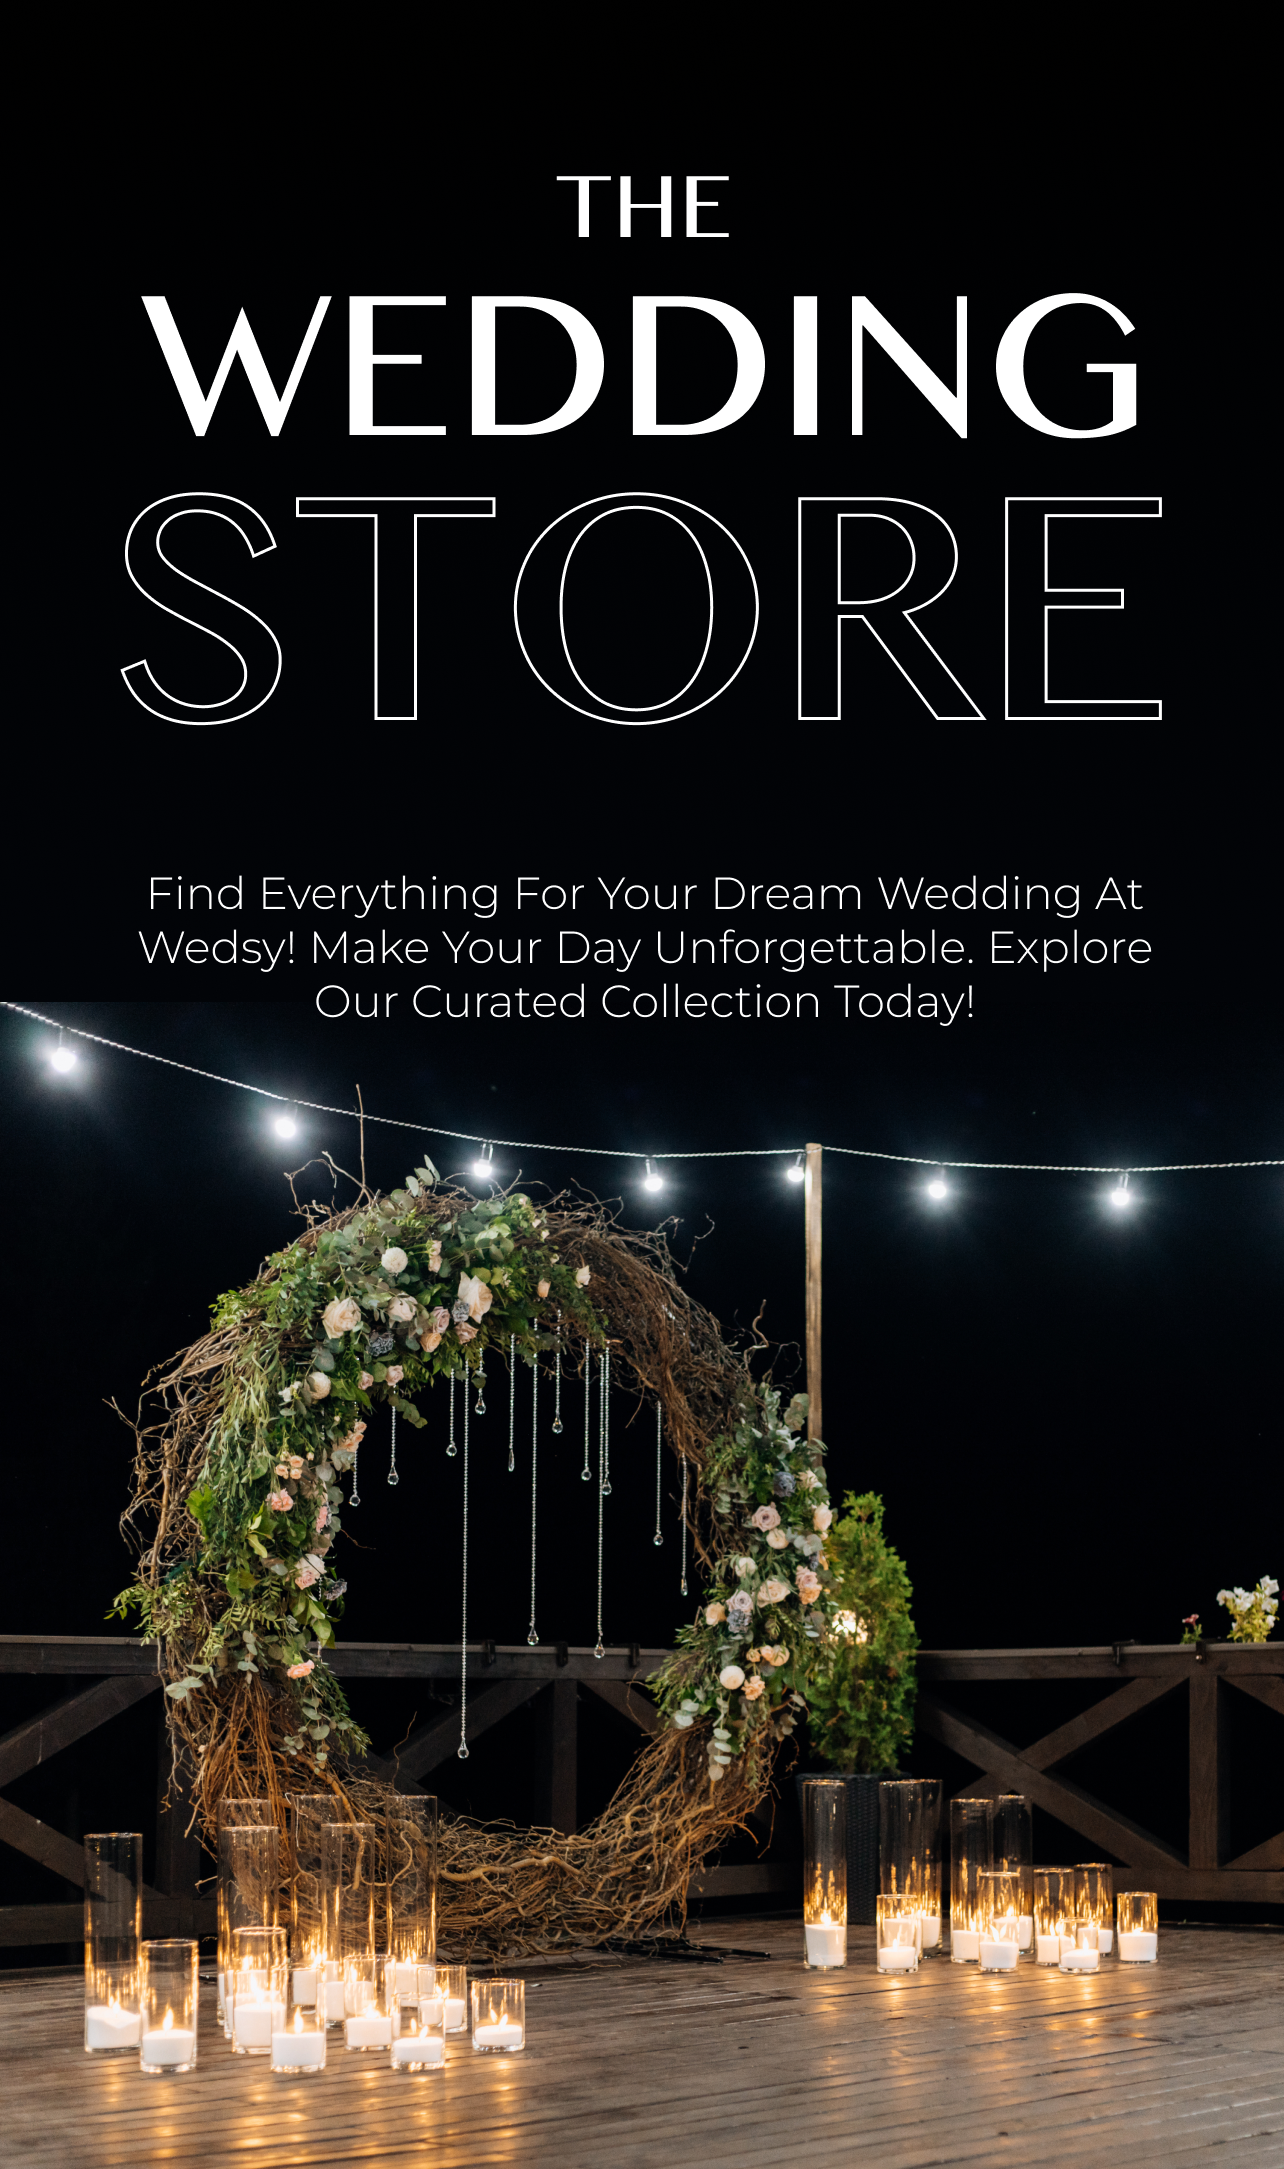 THE
WEDDING
STORE
Find Everything For Your Dream Wedding At
Wedsy! Make Your Day Unforgettable. Explore
Our Curated Collection Today!